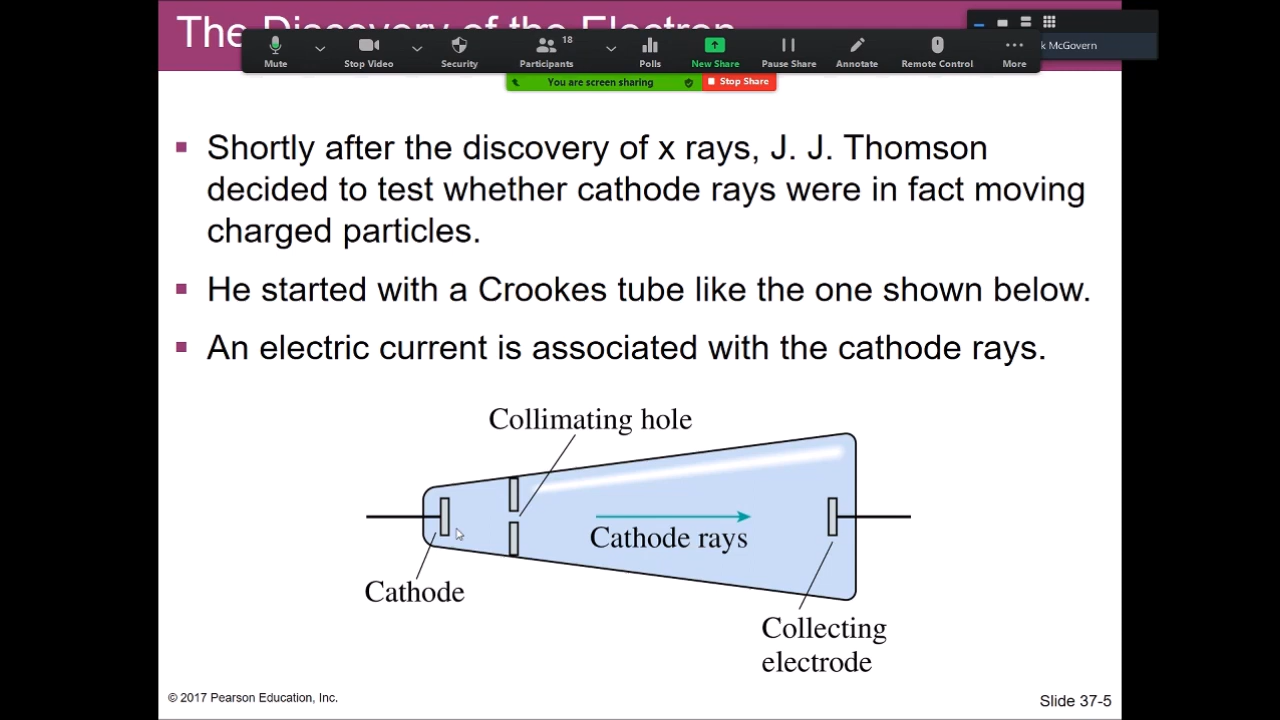 The Discovery of the Electron
k McGovern
Mute
Stop Video
Security
Participants
18
Polls
New Share
Pause Share
Annotate
Remote Control
More
You are screen sharing
Stop Share
Shortly after the discovery of x rays, J. J. Thomson
decided to test whether cathode rays were in fact moving
charged particles.
He started with a Crookes tube like the one shown below.
An electric current is associated with the cathode rays.
Collimating hole
Cathode rays
Cathode
Collecting
electrode
© 2017 Pearson Education, Inc.
Slide 37-5